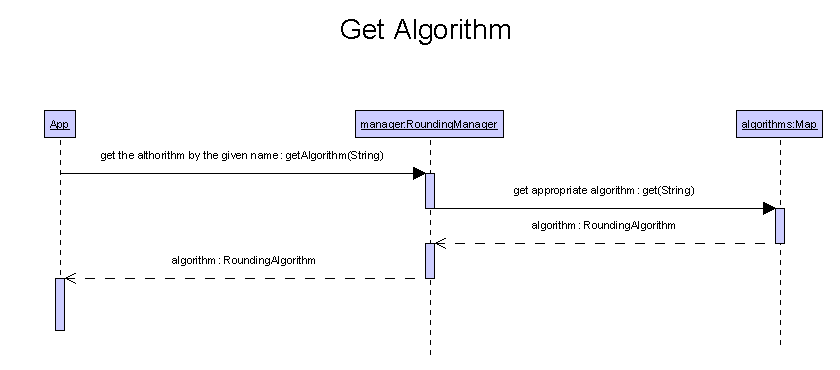 Get Algorithm
App
manager:RoundingManager
algorithms:Map
get the althorithm by the given name : getAlgorithm(String)
get appropriate algorithm : get(String)
algorithm : RoundingAlgorithm
algorithm : RoundingAlgorithm